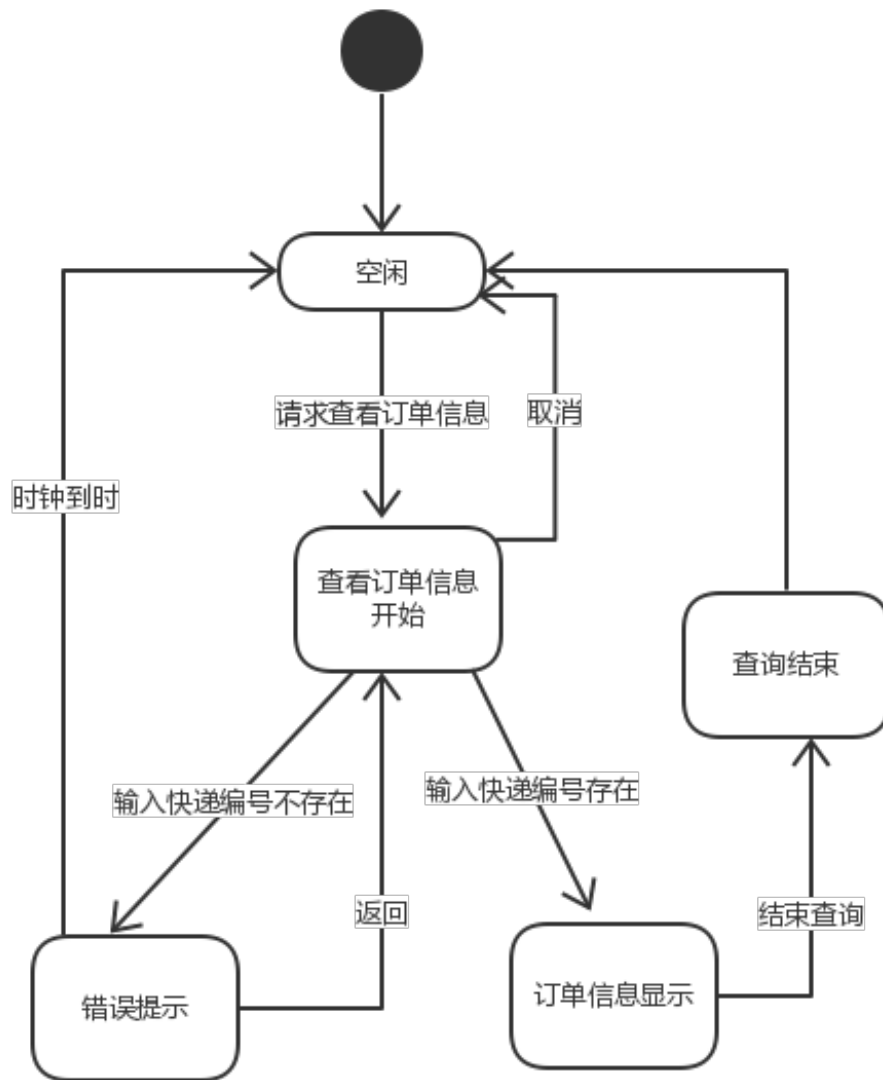 空闲
请求查看订单信息
取消
时钟到时
查看订单信息
开始
查询结束
输入快递编号不存在
输入快递编号存在
返回
结束查询
错误提示
订单信息显示